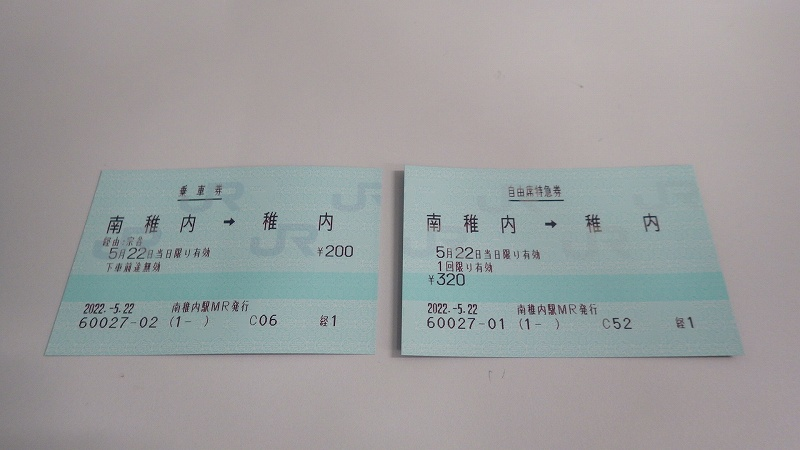 乗車券
南稚内 → 稚内
経由:宗谷
5月22日当日限り有効 ¥200
下車前途無効
2022.-5.22 南稚内駅MR発行
60027-02 (1- ) C06 経1
自由席特急券
南稚内 → 稚内
5月22日当日限り有効
1回限り有効
¥320
2022.-5.22 南稚内駅MR発行
60027-01 (1- ) C52 経1